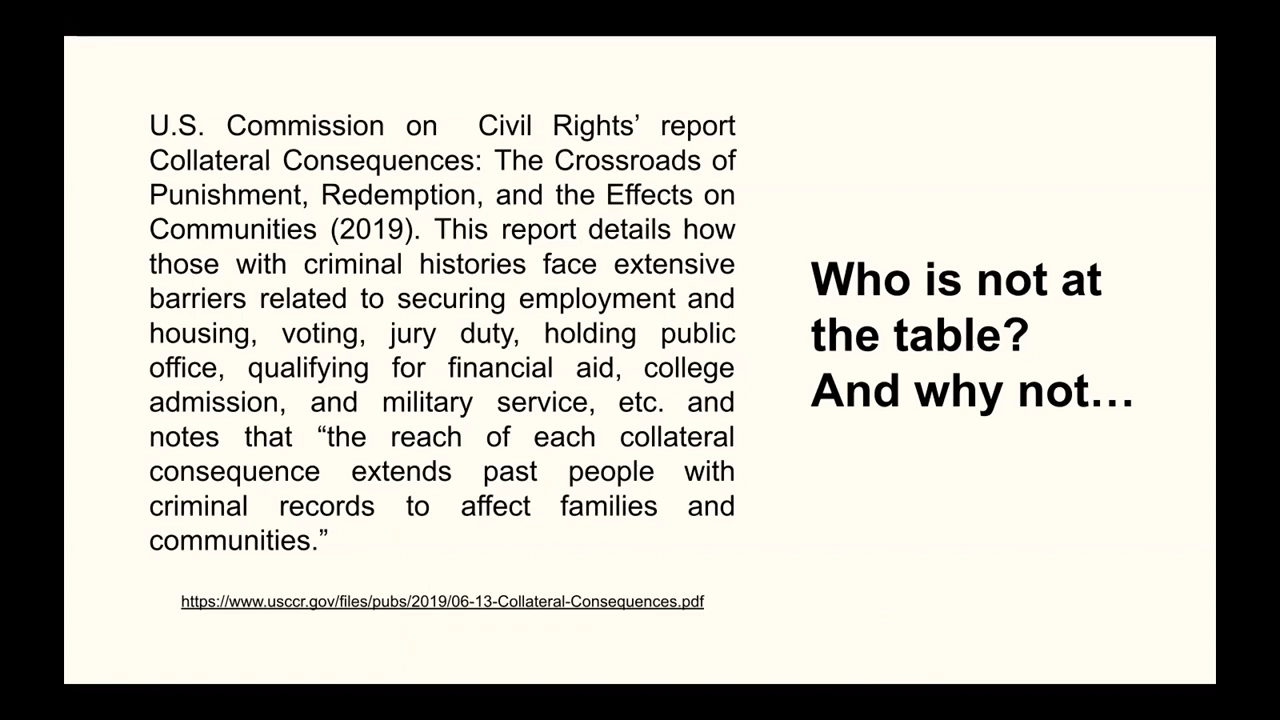 U.S. Commission on Civil Rights’ report
Collateral Consequences: The Crossroads of
Punishment, Redemption, and the Effects on
Communities (2019). This report details how
those with criminal histories face extensive
barriers related to securing employment and
housing, voting, jury duty, holding public
office, qualifying for financial aid, college
admission, and military service, etc. and
notes that “the reach of each collateral
consequence extends past people with
criminal records to affect families and
communities.”
https://www.usccr.gov/files/pubs/2019/06-13-Collateral-Consequences.pdf
Who is not at
the table?
And why not…